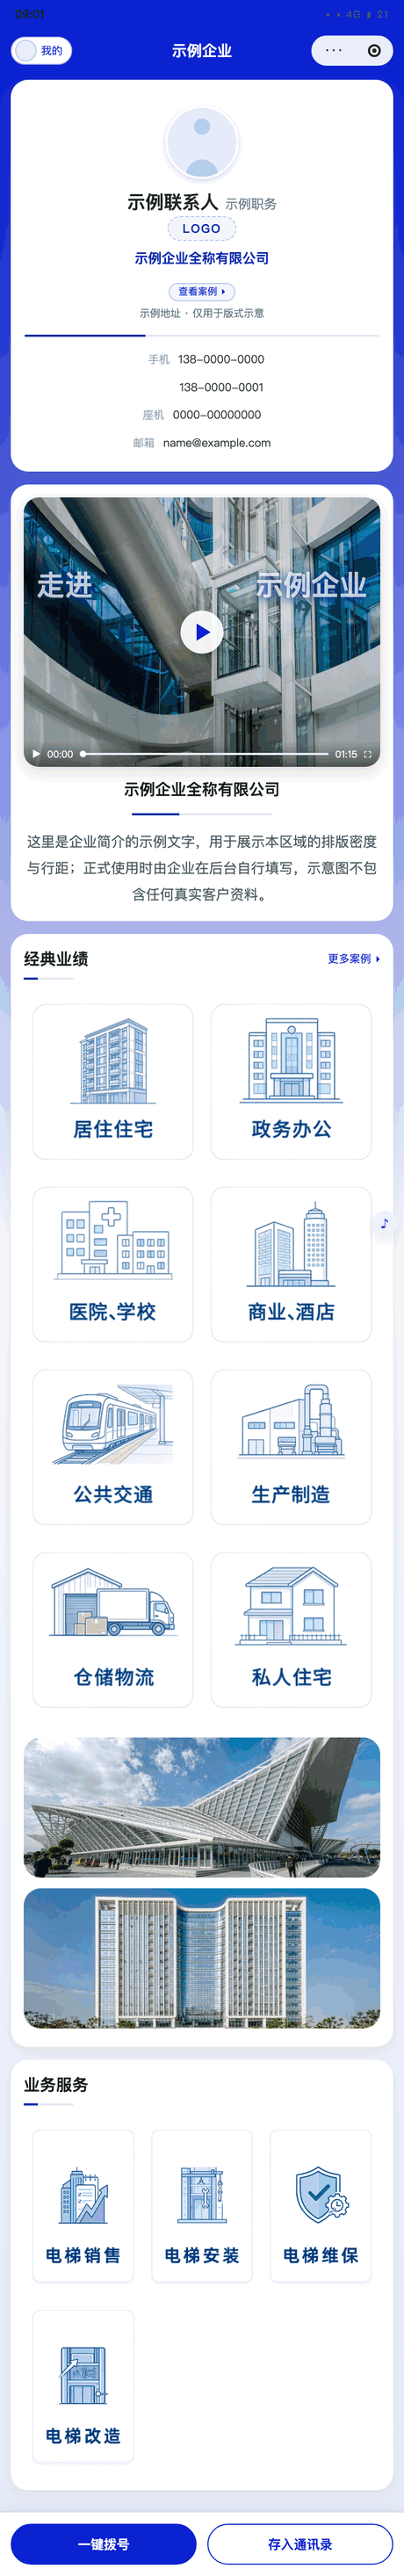 09:01
4G 21
我的
示例企业
示例联系人 示例职务
LOGO
示例企业全称有限公司
查看案例
示例地址 · 仅用于版式示意
手机 138-0000-0000
138-0000-0001
座机 0000-00000000
邮箱 name@example.com
走进 示例企业
00:00 01:15
示例企业全称有限公司
这里是企业简介的示例文字，用于展示本区域的排版密度
与行距；正式使用时由企业在后台自行填写，示意图不包
含任何真实客户资料。
经典业绩
更多案例
居住住宅
政务办公
医院、学校
商业、酒店
公共交通
生产制造
仓储物流
私人住宅
业务服务
电梯销售
电梯安装
电梯维保
电梯改造
一键拨号
存入通讯录